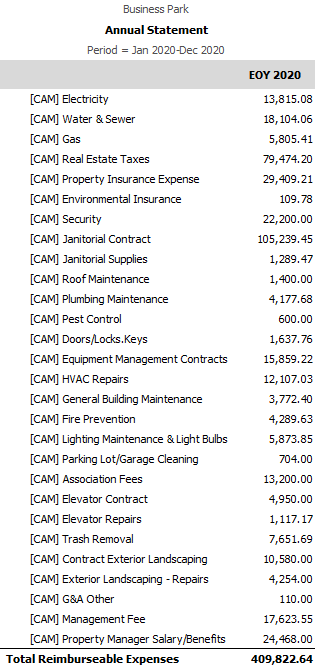 Business Park
Annual Statement
Period = Jan 2020-Dec 2020
EOY 2020
[CAM] Electricity 13,815.08
[CAM] Water & Sewer 18,104.06
[CAM] Gas 5,805.41
[CAM] Real Estate Taxes 79,474.20
[CAM] Property Insurance Expense 29,409.21
[CAM] Environmental Insurance 109.78
[CAM] Security 22,200.00
[CAM] Janitorial Contract 105,239.45
[CAM] Janitorial Supplies 1,289.47
[CAM] Roof Maintenance 1,400.00
[CAM] Plumbing Maintenance 4,177.68
[CAM] Pest Control 600.00
[CAM] Doors/Locks.Keys 1,637.76
[CAM] Equipment Management Contracts 15,859.22
[CAM] HVAC Repairs 12,107.03
[CAM] General Building Maintenance 3,772.40
[CAM] Fire Prevention 4,289.63
[CAM] Lighting Maintenance & Light Bulbs 5,873.85
[CAM] Parking Lot/Garage Cleaning 704.00
[CAM] Association Fees 13,200.00
[CAM] Elevator Contract 4,950.00
[CAM] Elevator Repairs 1,117.17
[CAM] Trash Removal 7,651.69
[CAM] Contract Exterior Landscaping 10,580.00
[CAM] Exterior Landscaping - Repairs 4,254.00
[CAM] G&A Other 110.00
[CAM] Management Fee 17,623.55
[CAM] Property Manager Salary/Benefits 24,468.00
Total Reimburseable Expenses 409,822.64